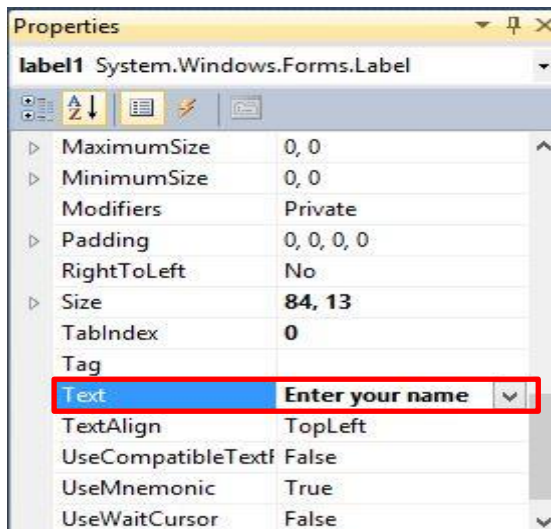 Properties
label1 System.Windows.Forms.Label
MaximumSize 0, 0
MinimumSize 0, 0
Modifiers Private
Padding 0, 0, 0, 0
RightToLeft No
Size 84, 13
TabIndex 0
Tag
Text Enter your name
TextAlign TopLeft
UseCompatibleText False
UseMnemonic True
UseWaitCursor False